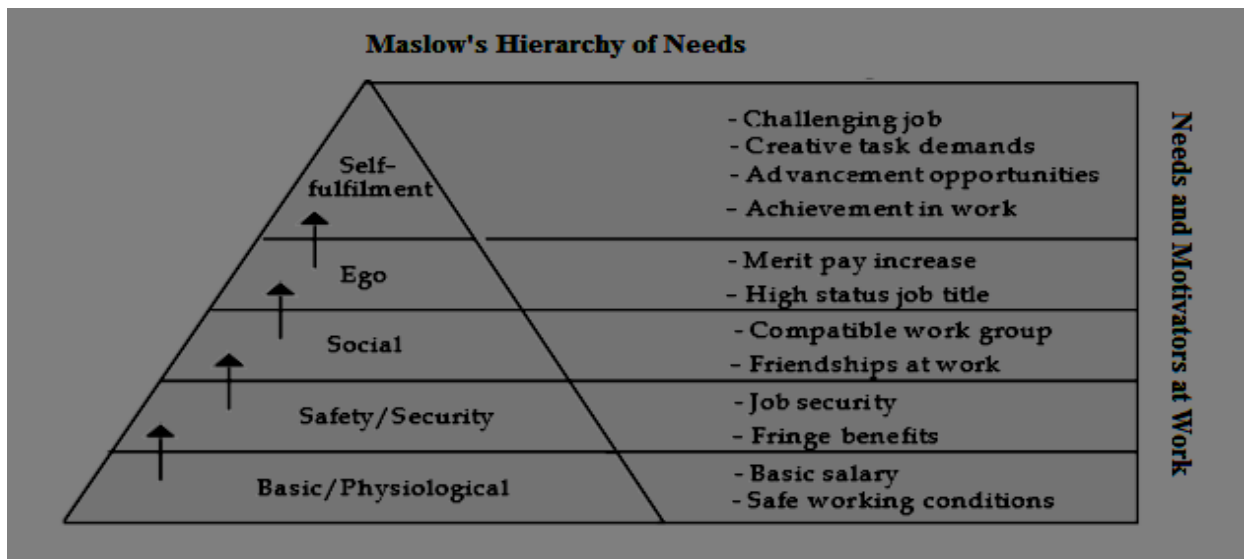 Maslow's Hierarchy of Needs
Self-
fulfilment
- Challenging job
- Creative task demands
- Advancement opportunities
- Achievement in work
Ego
- Merit pay increase
- High status job title
Social
- Compatible work group
- Friendships at work
Safety/Security
- Job security
- Fringe benefits
Basic/Physiological
- Basic salary
- Safe working conditions
Needs and Motivators at Work